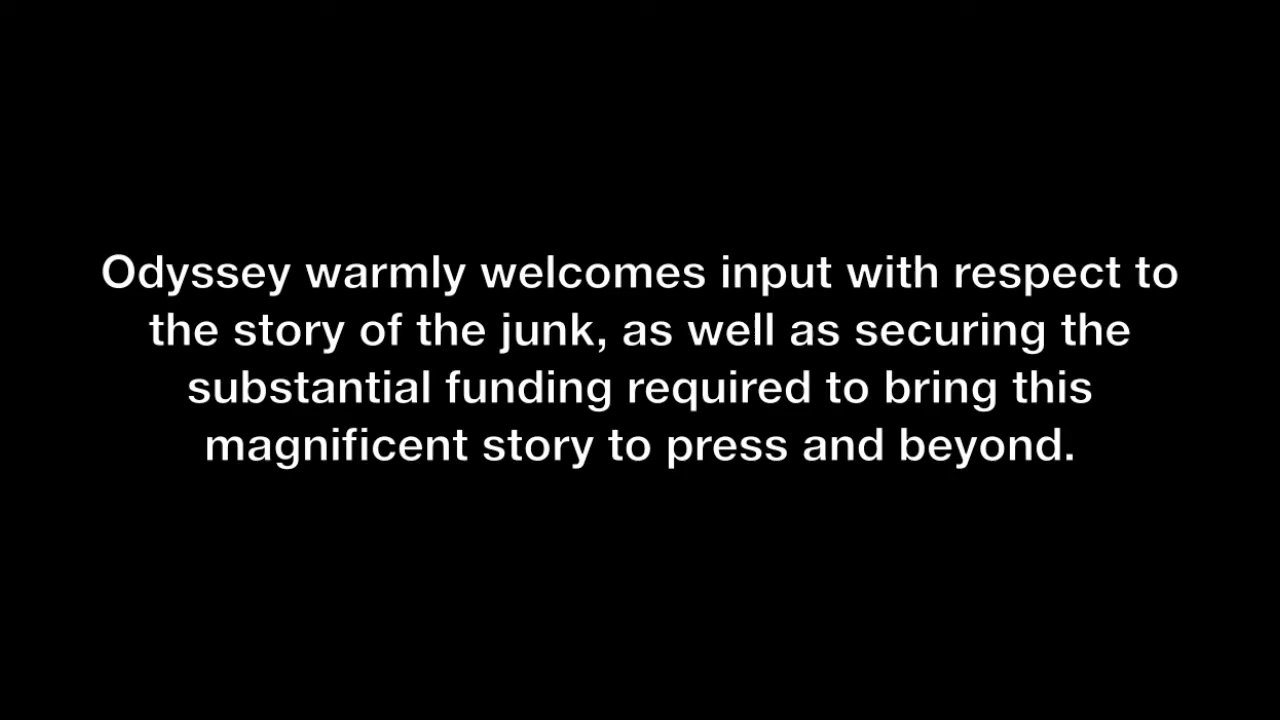 Odyssey warmly welcomes input with respect to
the story of the junk, as well as securing the
substantial funding required to bring this
magnificent story to press and beyond.